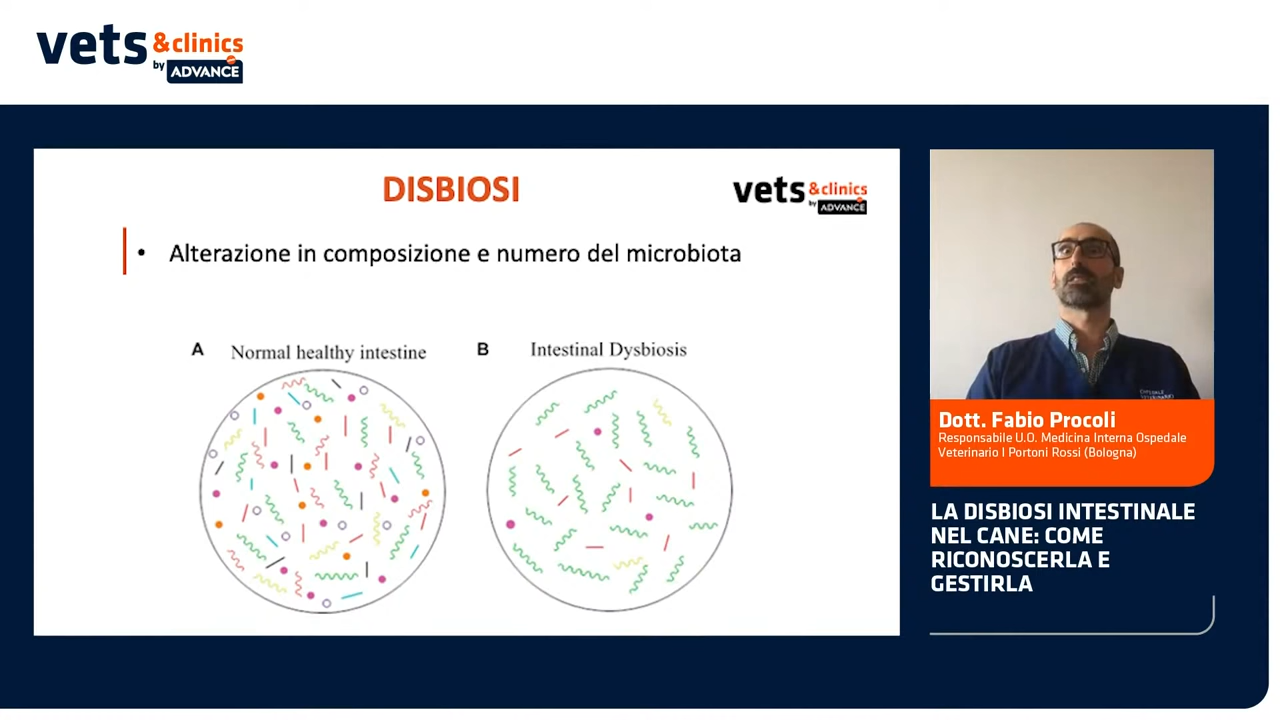 vets &clinics
by ADVANCE
DISBIOSI
vets &clinics
by ADVANCE
• Alterazione in composizione e numero del microbiota
A Normal healthy intestine
B Intestinal Dysbiosis
Dott. Fabio Procoli
Responsabile U.O. Medicina Interna Ospedale
Veterinario I Portoni Rossi (Bologna)
LA DISBIOSI INTESTINALE
NEL CANE: COME
RICONOSCERLA E
GESTIRLA